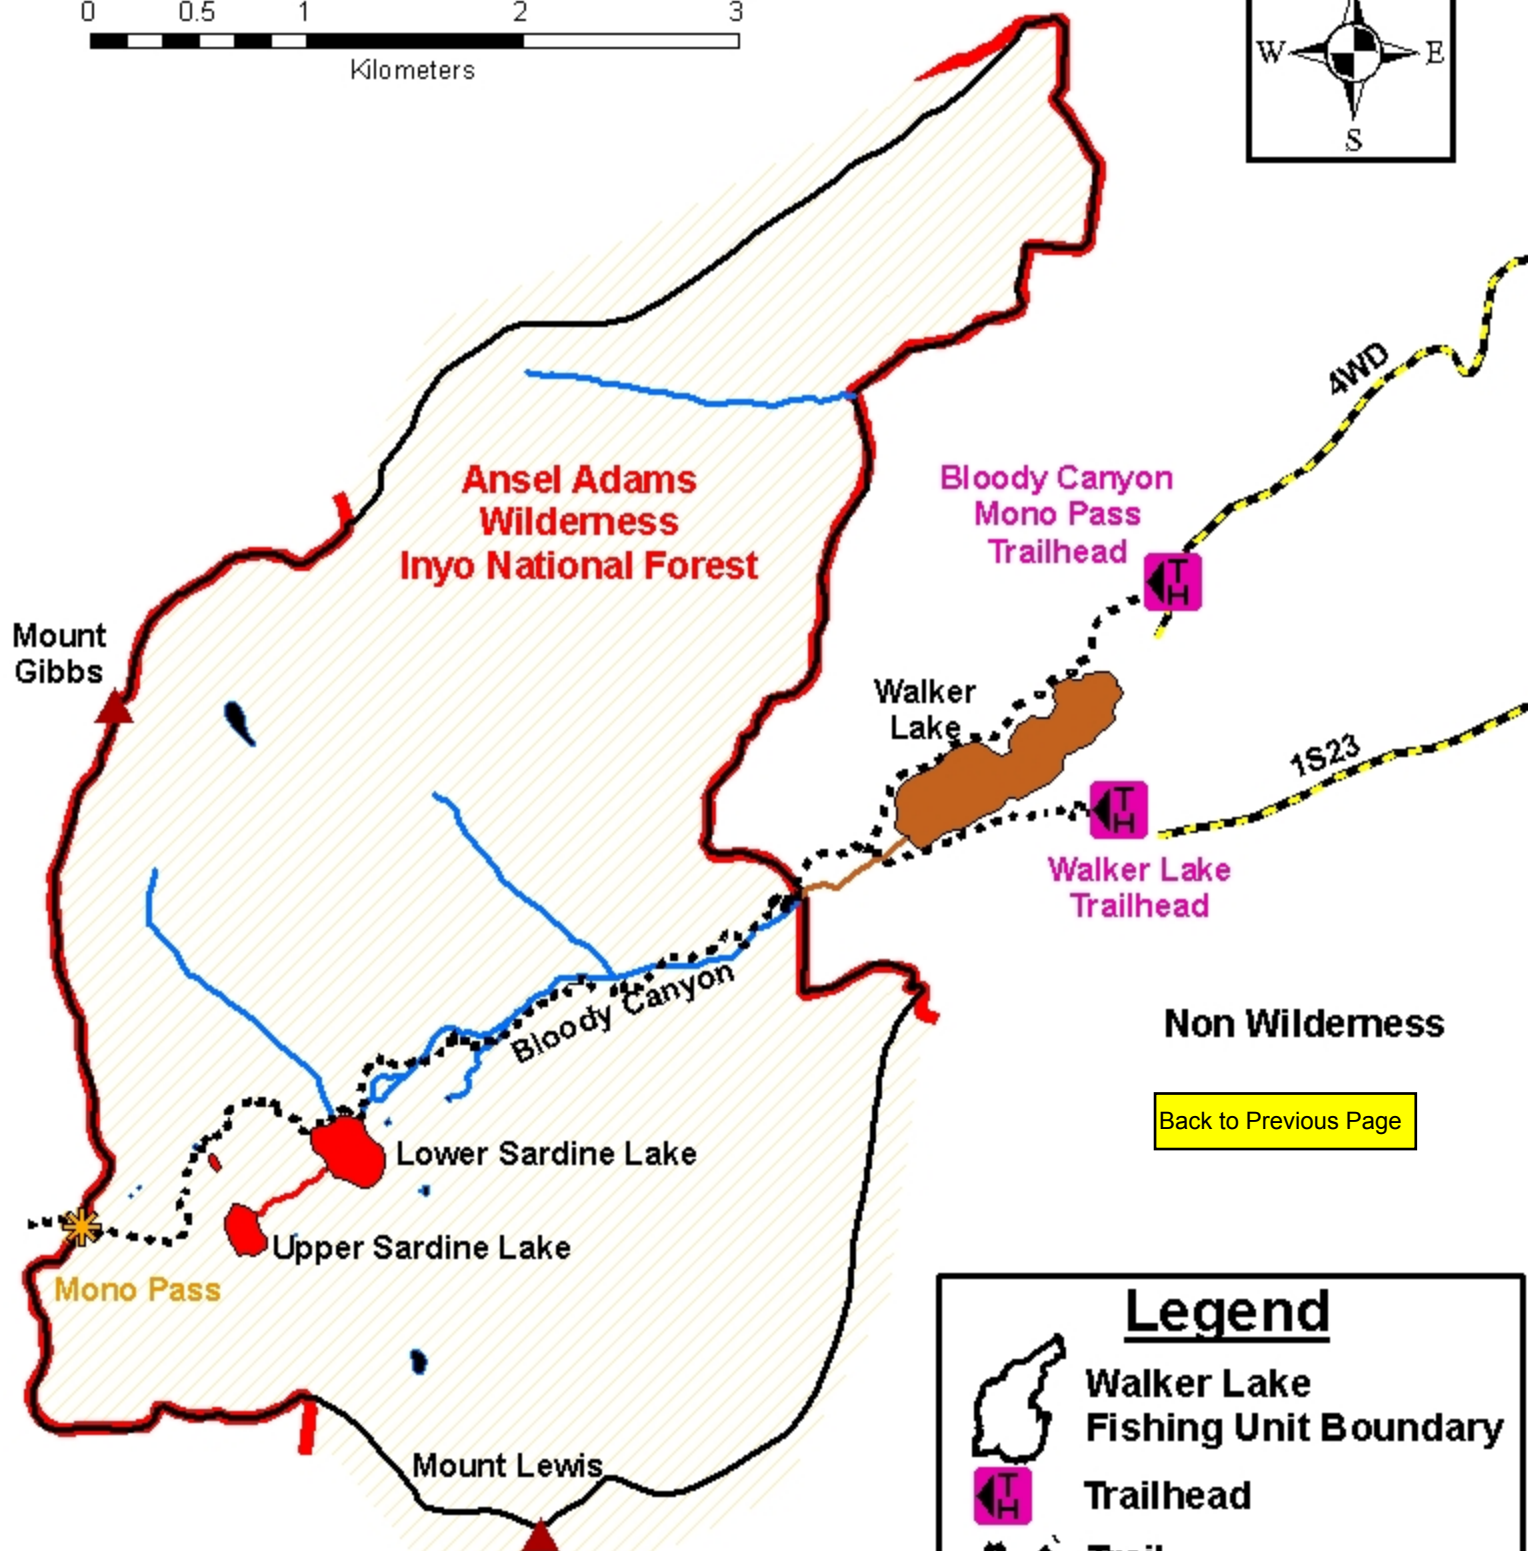 0 0.5 1 2 3
Kilometers
W E
S
4WD
Ansel Adams
Wilderness
Inyo National Forest
Bloody Canyon
Mono Pass
Trailhead
T
H
Mount
Gibbs
Walker
Lake
1S23
T
H
Walker Lake
Trailhead
Bloody Canyon
Non Wilderness
Back to Previous Page
Lower Sardine Lake
Upper Sardine Lake
Mono Pass
Legend
Walker Lake
Fishing Unit Boundary
Mount Lewis
T
H
Trailhead